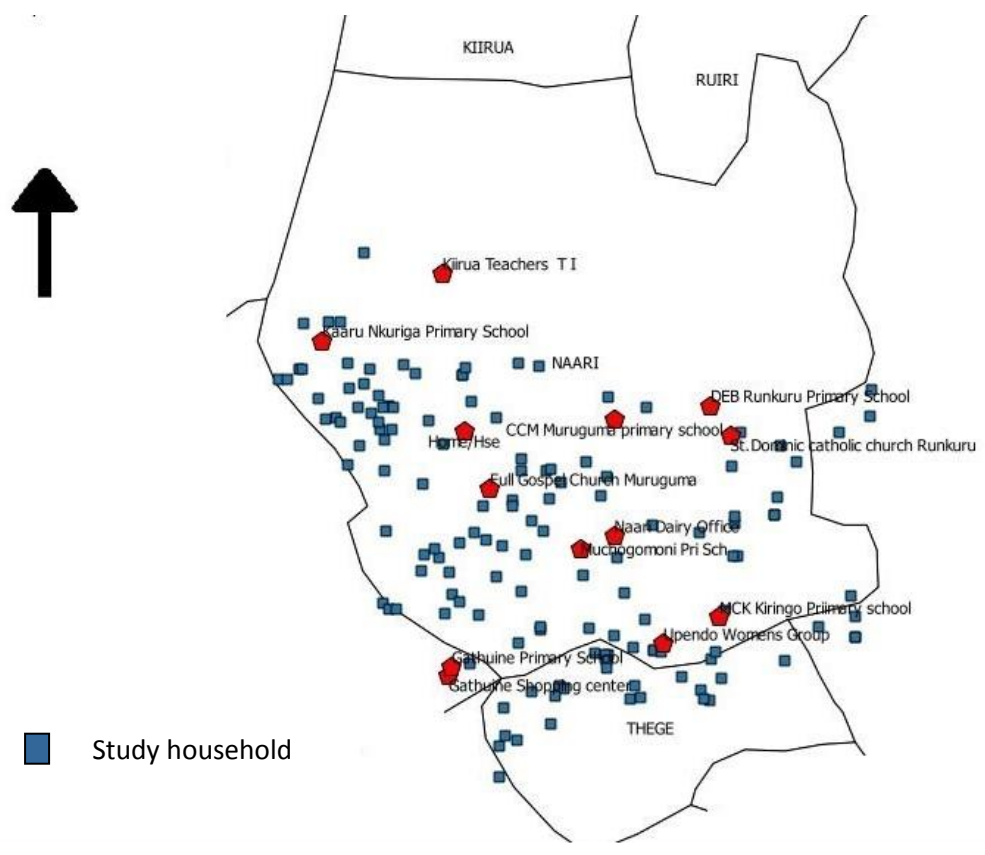 KIIRUA
RUIRI
Kiirua Teachers T I
Kaaru Nkuriga Primary School
NAARI
DEB Runkuru Primary School
CCM Muruguma primary school
Home/Hse
St.Dominic catholic church Runkuru
Full Gospel Church Muruguma
Naari Dairy Office
Muchogomoni Pri Sch
MCK Kiringo Priimary school
Upendo Womens Group
Gathuine Primary School
Gathuine Shopping center
THEGE
Study household